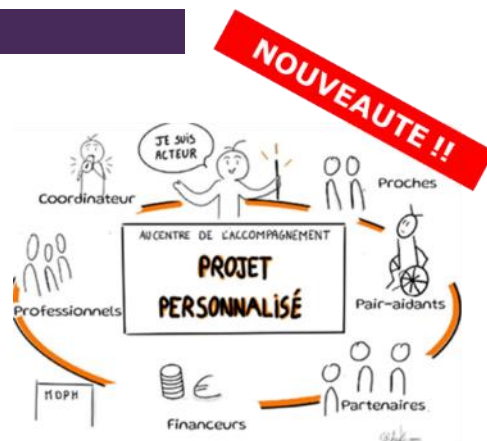 NOUVEAUTE !!
JE SUIS
ACTEUR
Coordinateur
Proches
AU CENTRE DE L'ACCOMPAGNEMENT
PROJET
PERSONNALISÉ
Professionnels
Pair-aidants
MDPH
€
Financeurs
Partenaires